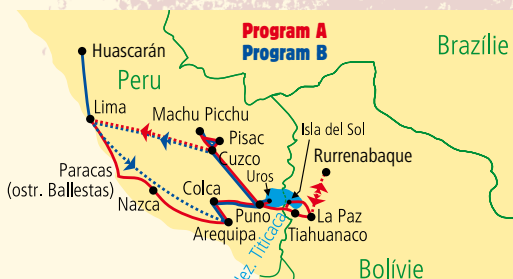 Program A
Program B
Brazílie
Huascarán
Peru
Lima
Machu Picchu
Isla del Sol
Pisac
Cuzco
Rurrenabaque
Paracas
(ostr. Ballestas)
Uros
Colca
Nazca
Puno
La Paz
Arequipa
Tiahuanaco
jez. Titicaca
Bolívie